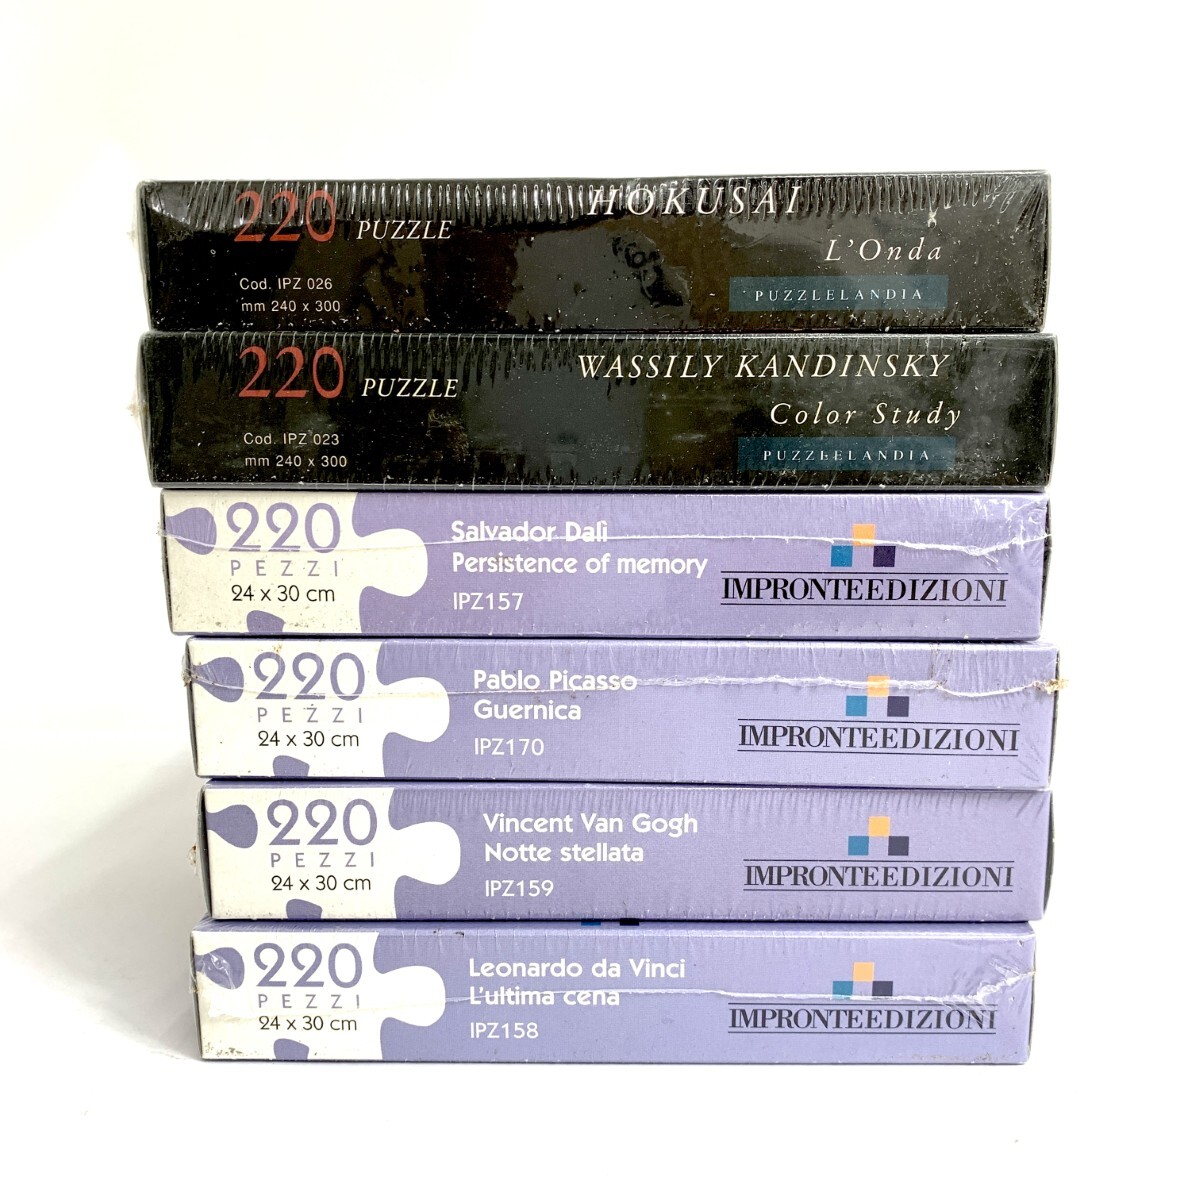 220 PUZZLE
HOKUSAI
L'Onda
Cod. IPZ 026
mm 240 x 300
PUZZLELANDIA
220 PUZZLE
WASSILY KANDINSKY
Color Study
Cod. IPZ 023
mm 240 x 300
PUZZLELANDIA
220
PEZZI
24 x 30 cm
Salvador Dalì
Persistence of memory
IPZ157
IMPRONTEEDIZIONI
220
PEZZI
24 x 30 cm
Pablo Picasso
Guernica
IPZ170
IMPRONTEEDIZIONI
220
PEZZI
24 x 30 cm
Vincent Van Gogh
Notte stellata
IPZ159
IMPRONTEEDIZIONI
220
PEZZI
24 x 30 cm
Leonardo da Vinci
L'ultima cena
IPZ158
IMPRONTEEDIZIONI